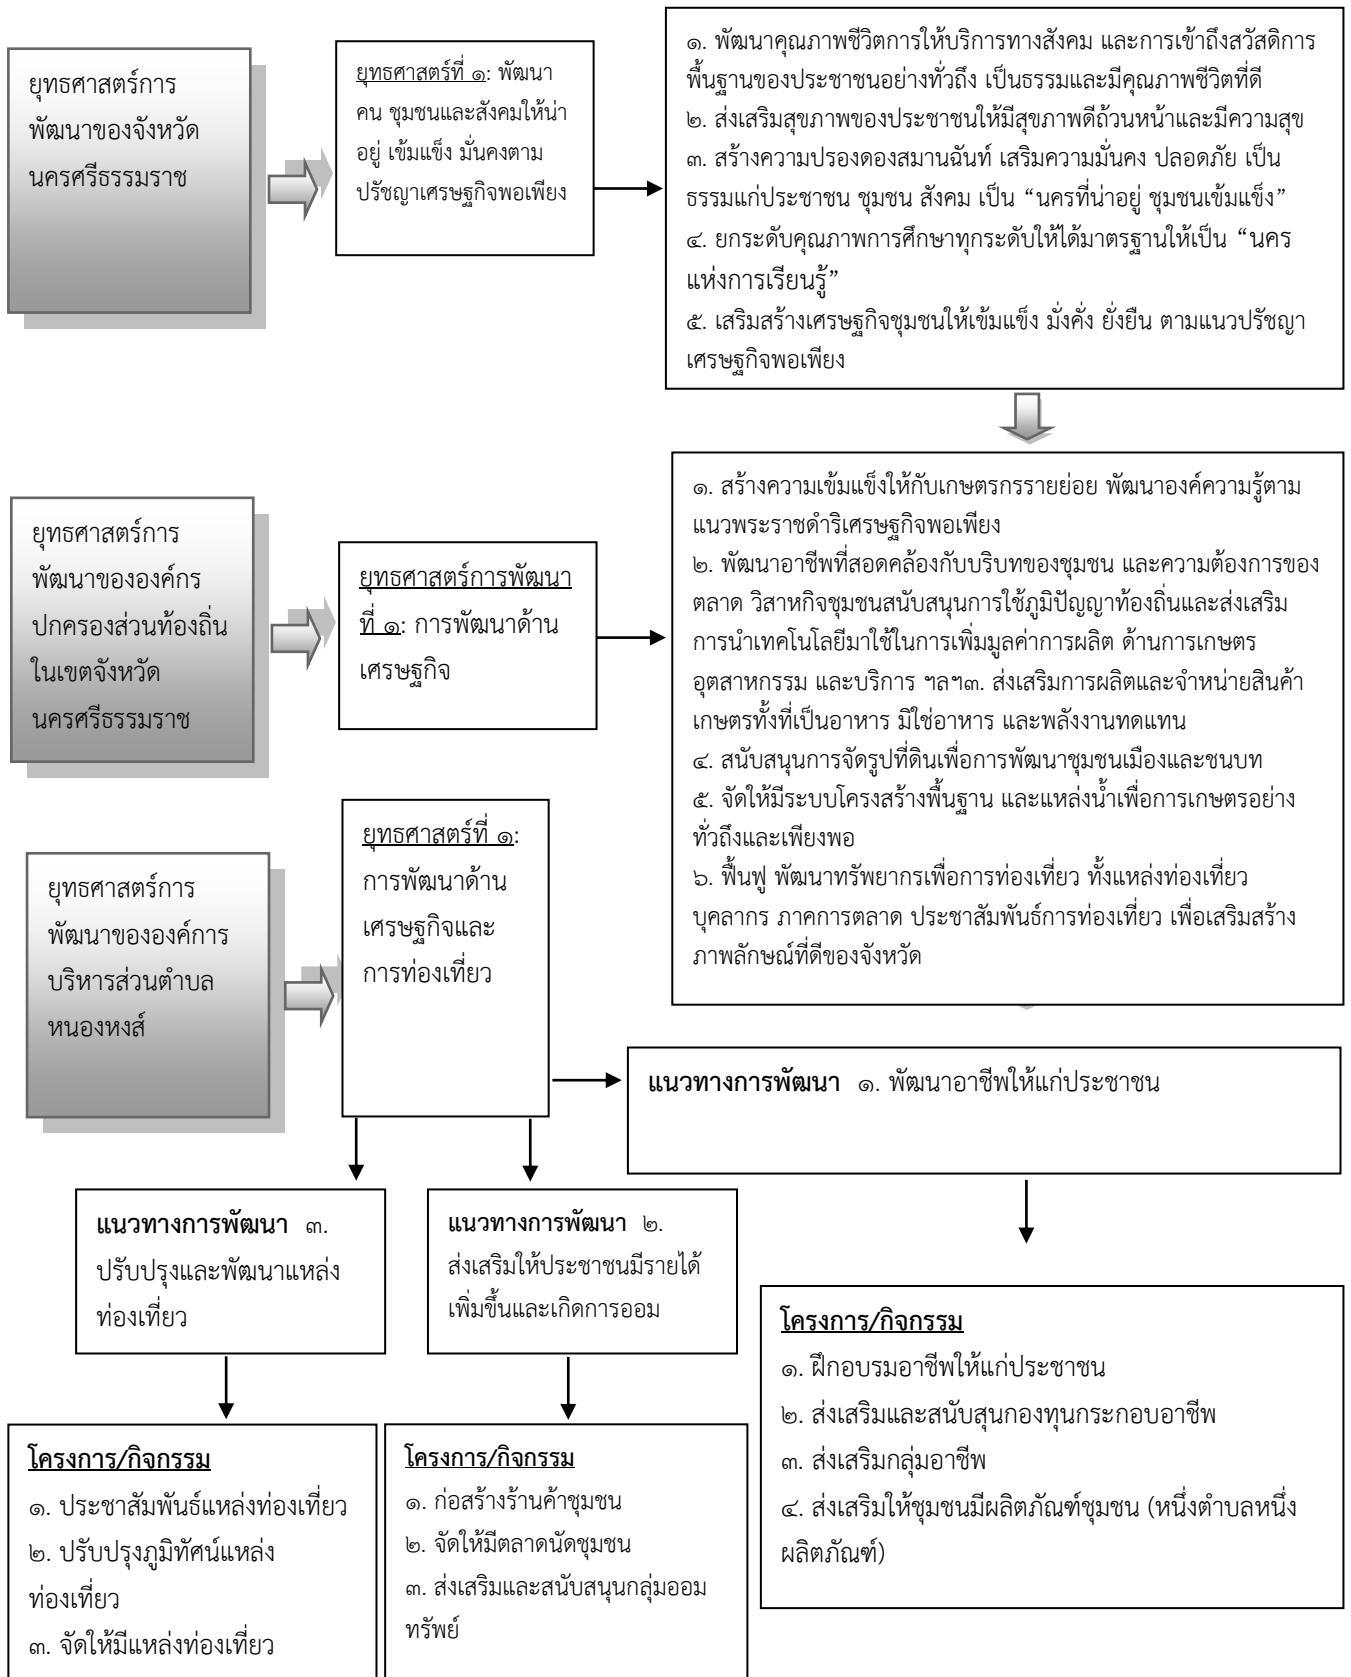 ยุทธศาสตร์การ
พัฒนาของจังหวัด
นครศรีธรรมราช
ยุทธศาสตร์ที่ ๑: พัฒนา
คน ชุมชนและสังคมให้น่า
อยู่ เข้มแข็ง มั่นคงตาม
ปรัชญาเศรษฐกิจพอเพียง
๑. พัฒนาคุณภาพชีวิตการให้บริการทางสังคม และการเข้าถึงสวัสดิการ
พื้นฐานของประชาชนอย่างทั่วถึง เป็นธรรมและมีคุณภาพชีวิตที่ดี
๒. ส่งเสริมสุขภาพของประชาชนให้มีสุขภาพดีถ้วนหน้าและมีความสุข
๓. สร้างความปรองดองสมานฉันท์ เสริมความมั่นคง ปลอดภัย เป็น
ธรรมแก่ประชาชน ชุมชน สังคม เป็น “นครที่น่าอยู่ ชุมชนเข้มแข็ง”
๔. ยกระดับคุณภาพการศึกษาทุกระดับให้ได้มาตรฐานให้เป็น “นคร
แห่งการเรียนรู้”
๕. เสริมสร้างเศรษฐกิจชุมชนให้เข้มแข็ง มั่งคั่ง ยั่งยืน ตามแนวปรัชญา
เศรษฐกิจพอเพียง
ยุทธศาสตร์การ
พัฒนาขององค์กร
ปกครองส่วนท้องถิ่น
ในเขตจังหวัด
นครศรีธรรมราช
ยุทธศาสตร์การพัฒนา
ที่ ๑: การพัฒนาด้าน
เศรษฐกิจ
๑. สร้างความเข้มแข็งให้กับเกษตรกรรายย่อย พัฒนาองค์ความรู้ตาม
แนวพระราชดำริเศรษฐกิจพอเพียง
๒. พัฒนาอาชีพที่สอดคล้องกับบริบทของชุมชน และความต้องการของ
ตลาด วิสาหกิจชุมชนสนับสนุนการใช้ภูมิปัญญาท้องถิ่นและส่งเสริม
การนำเทคโนโลยีมาใช้ในการเพิ่มมูลค่าการผลิต ด้านการเกษตร
อุตสาหกรรม และบริการ ฯลฯ๓. ส่งเสริมการผลิตและจำหน่ายสินค้า
เกษตรทั้งที่เป็นอาหาร มิใช่อาหาร และพลังงานทดแทน
๔. สนับสนุนการจัดรูปที่ดินเพื่อการพัฒนาชุมชนเมืองและชนบท
๕. จัดให้มีระบบโครงสร้างพื้นฐาน และแหล่งน้ำเพื่อการเกษตรอย่าง
ทั่วถึงและเพียงพอ
๖. ฟื้นฟู พัฒนาทรัพยากรเพื่อการท่องเที่ยว ทั้งแหล่งท่องเที่ยว
บุคลากร ภาคการตลาด ประชาสัมพันธ์การท่องเที่ยว เพื่อเสริมสร้าง
ภาพลักษณ์ที่ดีของจังหวัด
ยุทธศาสตร์การ
พัฒนาขององค์การ
บริหารส่วนตำบล
หนองหงส์
ยุทธศาสตร์ที่ ๑:
การพัฒนาด้าน
เศรษฐกิจและ
การท่องเที่ยว
แนวทางการพัฒนา ๑. พัฒนาอาชีพให้แก่ประชาชน
แนวทางการพัฒนา ๓.
ปรับปรุงและพัฒนาแหล่ง
ท่องเที่ยว
แนวทางการพัฒนา ๒.
ส่งเสริมให้ประชาชนมีรายได้
เพิ่มขึ้นและเกิดการออม
โครงการ/กิจกรรม
๑. ฝึกอบรมอาชีพให้แก่ประชาชน
๒. ส่งเสริมและสนับสุนกองทุนกระกอบอาชีพ
๓. ส่งเสริมกลุ่มอาชีพ
๔. ส่งเสริมให้ชุมชนมีผลิตภัณฑ์ชุมชน (หนึ่งตำบลหนึ่ง
ผลิตภัณฑ์)
โครงการ/กิจกรรม
๑. ประชาสัมพันธ์แหล่งท่องเที่ยว
๒. ปรับปรุงภูมิทัศน์แหล่ง
ท่องเที่ยว
๓. จัดให้มีแหล่งท่องเที่ยว
โครงการ/กิจกรรม
๑. ก่อสร้างร้านค้าชุมชน
๒. จัดให้มีตลาดนัดชุมชน
๓. ส่งเสริมและสนับสนุนกลุ่มออม
ทรัพย์